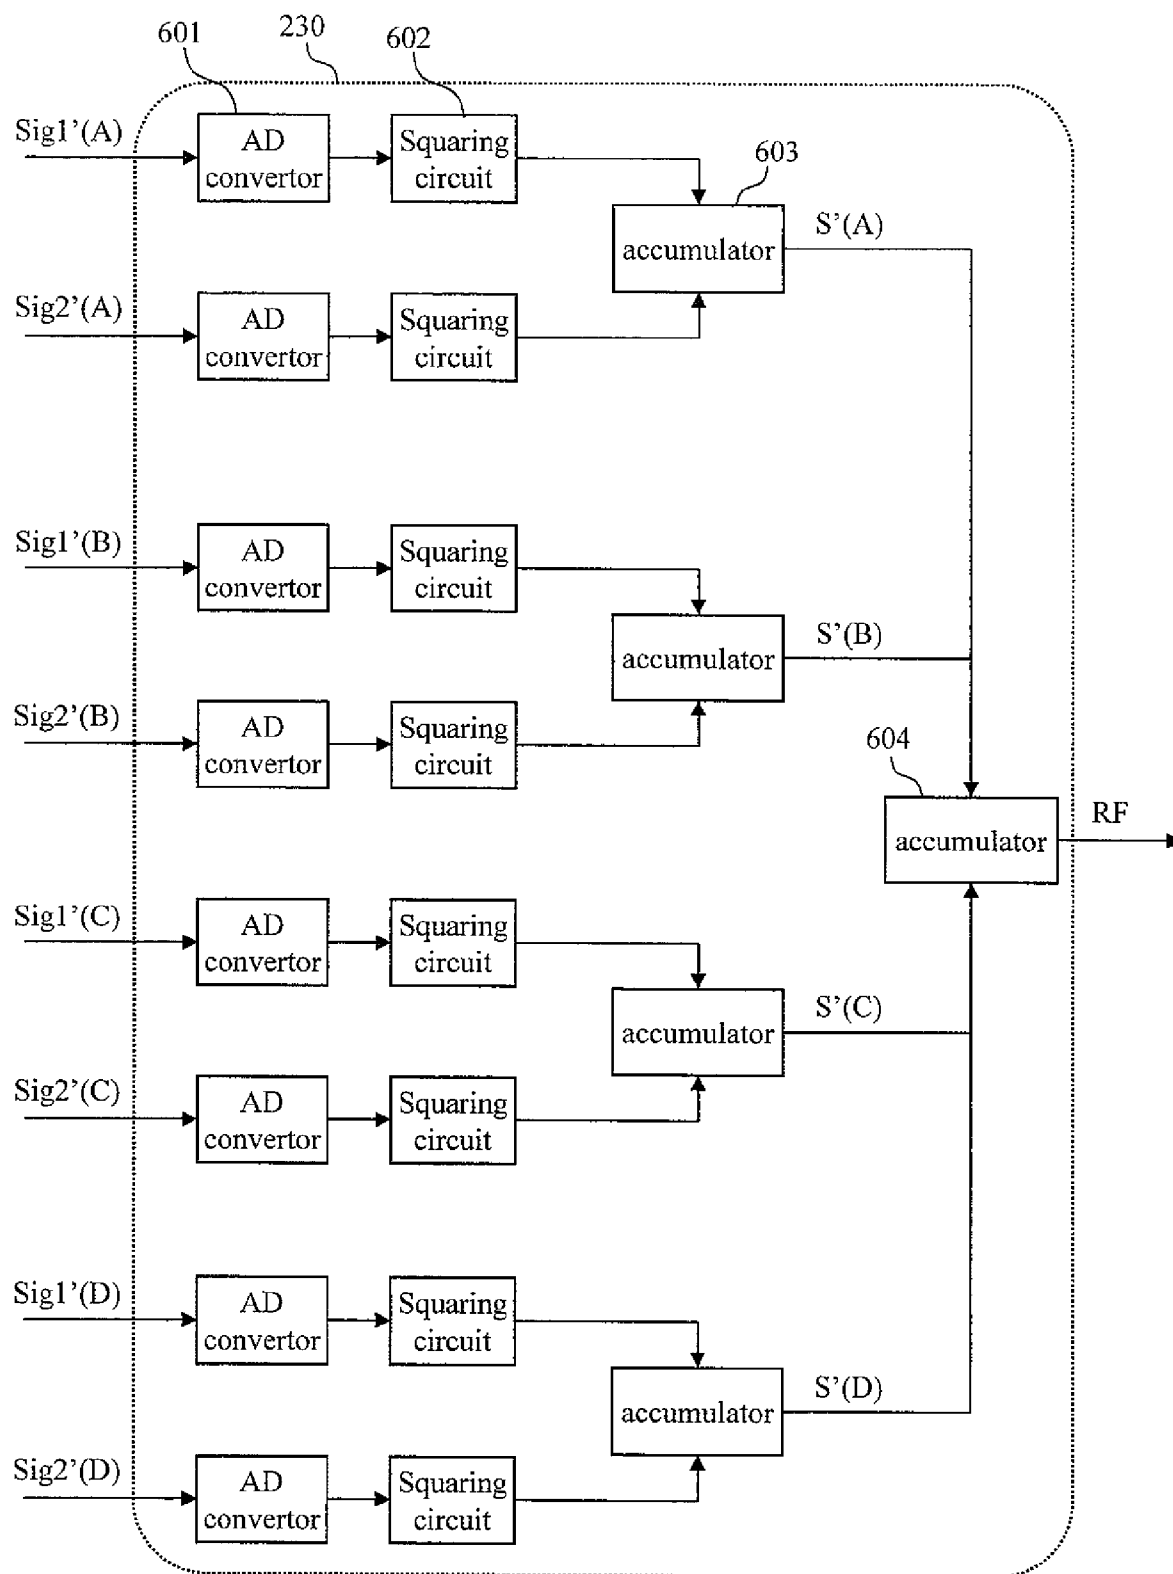 601
230
602
Sig1’(A)
AD
convertor
Squaring
circuit
603
accumulator
S’(A)
Sig2’(A)
AD
convertor
Squaring
circuit
Sig1’(B)
AD
convertor
Squaring
circuit
accumulator
S’(B)
Sig2’(B)
AD
convertor
Squaring
circuit
604
accumulator
RF
Sig1’(C)
AD
convertor
Squaring
circuit
accumulator
S’(C)
Sig2’(C)
AD
convertor
Squaring
circuit
Sig1’(D)
AD
convertor
Squaring
circuit
accumulator
S’(D)
Sig2’(D)
AD
convertor
Squaring
circuit